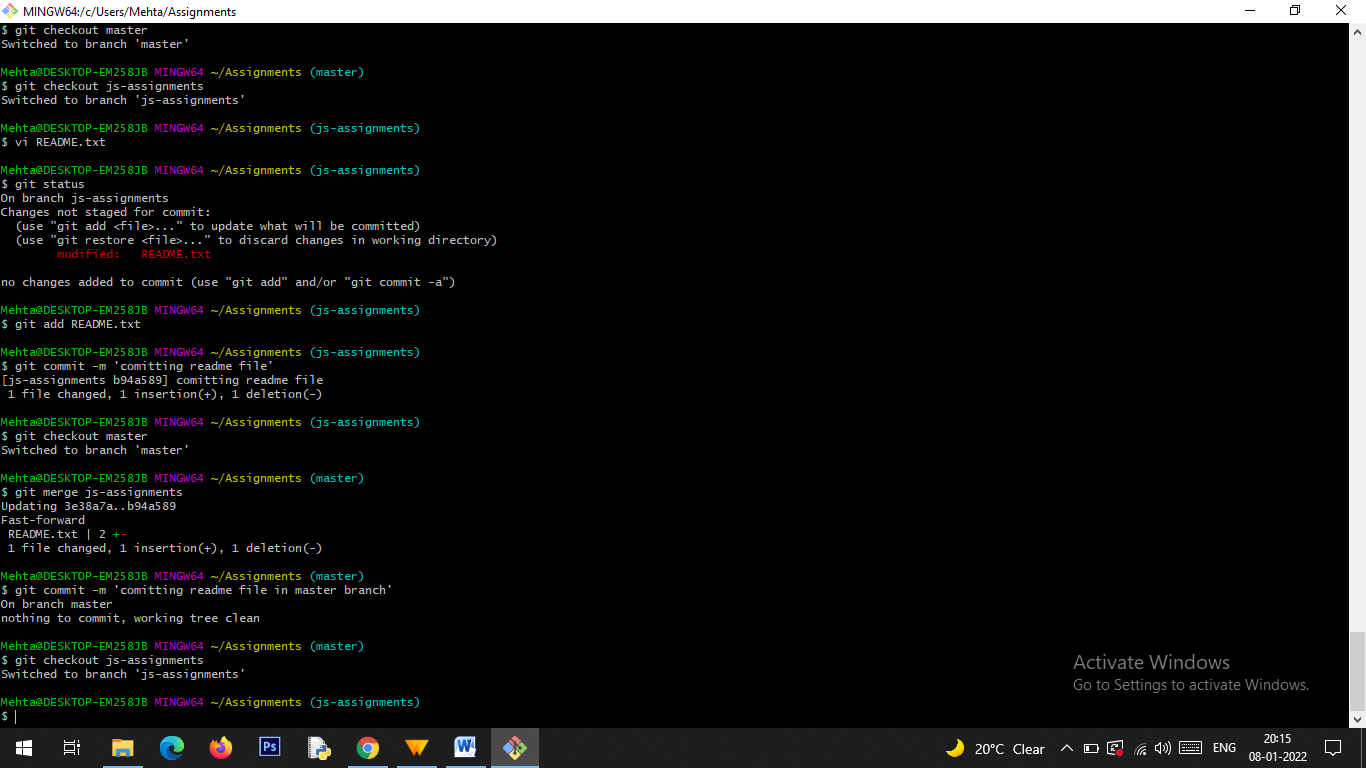 MINGW64:/c/Users/Mehta/Assignments
$ git checkout master
Switched to branch 'master'
Mehta@DESKTOP-EM258JB MINGW64 ~/Assignments (master)
$ git checkout js-assignments
Switched to branch 'js-assignments'
Mehta@DESKTOP-EM258JB MINGW64 ~/Assignments (js-assignments)
$ vi README.txt
Mehta@DESKTOP-EM258JB MINGW64 ~/Assignments (js-assignments)
$ git status
On branch js-assignments
Changes not staged for commit:
  (use "git add <file>..." to update what will be committed)
  (use "git restore <file>..." to discard changes in working directory)
        modified:   README.txt
no changes added to commit (use "git add" and/or "git commit -a")
Mehta@DESKTOP-EM258JB MINGW64 ~/Assignments (js-assignments)
$ git add README.txt
Mehta@DESKTOP-EM258JB MINGW64 ~/Assignments (js-assignments)
$ git commit -m 'comitting readme file'
[js-assignments b94a589] comitting readme file
 1 file changed, 1 insertion(+), 1 deletion(-)
Mehta@DESKTOP-EM258JB MINGW64 ~/Assignments (js-assignments)
$ git checkout master
Switched to branch 'master'
Mehta@DESKTOP-EM258JB MINGW64 ~/Assignments (master)
$ git merge js-assignments
Updating 3e38a7a..b94a589
Fast-forward
 README.txt | 2 +-
 1 file changed, 1 insertion(+), 1 deletion(-)
Mehta@DESKTOP-EM258JB MINGW64 ~/Assignments (master)
$ git commit -m 'comitting readme file in master branch'
On branch master
nothing to commit, working tree clean
Mehta@DESKTOP-EM258JB MINGW64 ~/Assignments (master)
$ git checkout js-assignments
Switched to branch 'js-assignments'
Mehta@DESKTOP-EM258JB MINGW64 ~/Assignments (js-assignments)
$
Activate Windows
Go to Settings to activate Windows.
Ps
W
20°C Clear
ENG
20:15
08-01-2022